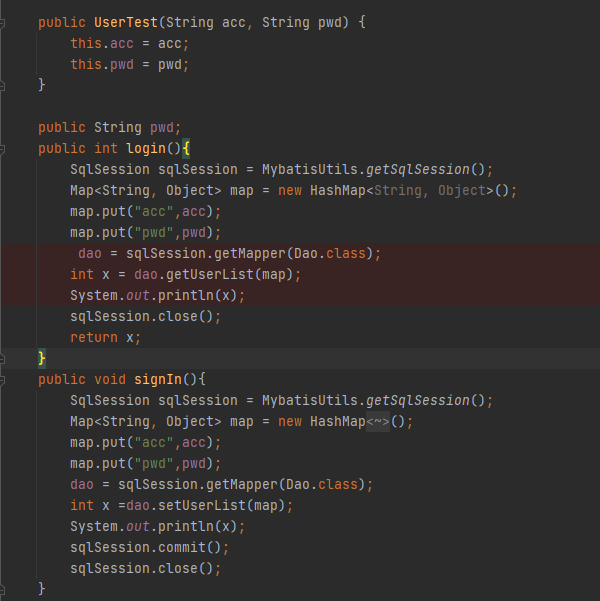 public UserTest(String acc, String pwd) {
this.acc = acc;
this.pwd = pwd;
}
public String pwd;
public int login(){
SqlSession sqlSession = MybatisUtils.getSqlSession();
Map<String, Object> map = new HashMap<String, Object>();
map.put("acc",acc);
map.put("pwd",pwd);
dao = sqlSession.getMapper(Dao.class);
int x = dao.getUserList(map);
System.out.println(x);
sqlSession.close();
return x;
}
public void signIn(){
SqlSession sqlSession = MybatisUtils.getSqlSession();
Map<String, Object> map = new HashMap<~>();
map.put("acc",acc);
map.put("pwd",pwd);
dao = sqlSession.getMapper(Dao.class);
int x =dao.setUserList(map);
System.out.println(x);
sqlSession.commit();
sqlSession.close();
}